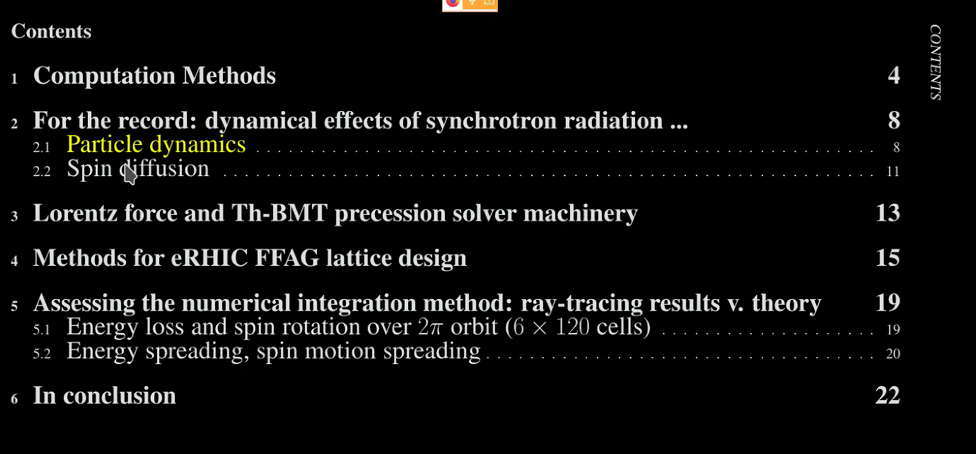 Contents
CONTENTS
1 Computation Methods 4
2 For the record: dynamical effects of synchrotron radiation ... 8
2.1 Particle dynamics . . . . . . . . . . . . . . . . . . . . . . . . . . . . . . . . . . . . . . . . . . . . . . . . . . . . . . . . 8
2.2 Spin diffusion . . . . . . . . . . . . . . . . . . . . . . . . . . . . . . . . . . . . . . . . . . . . . . . . . . . . . . . . . . . 11
3 Lorentz force and Th-BMT precession solver machinery 13
4 Methods for eRHIC FFAG lattice design 15
5 Assessing the numerical integration method: ray-tracing results v. theory 19
5.1 Energy loss and spin rotation over 2π orbit (6 × 120 cells) . . . . . . . . . . . . . . . . . . . . 19
5.2 Energy spreading, spin motion spreading . . . . . . . . . . . . . . . . . . . . . . . . . . . . . . . . . . . 20
6 In conclusion 22